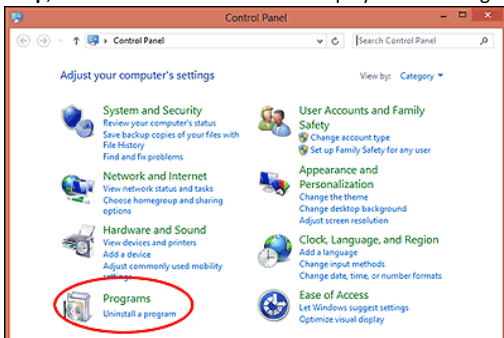 Control Panel
Control Panel
Search Control Panel
Adjust your computer's settings
View by: Category
System and Security
Review your computer's status
Save backup copies of your files with
File History
Find and fix problems
Network and Internet
View network status and tasks
Choose homegroup and sharing
options
Hardware and Sound
View devices and printers
Add a device
Adjust commonly used mobility
settings
Programs
Uninstall a program
User Accounts and Family
Safety
Change account type
Set up Family Safety for any user
Appearance and
Personalization
Change the theme
Change desktop background
Adjust screen resolution
Clock, Language, and Region
Add a language
Change input methods
Change date, time, or number formats
Ease of Access
Let Windows suggest settings
Optimize visual display